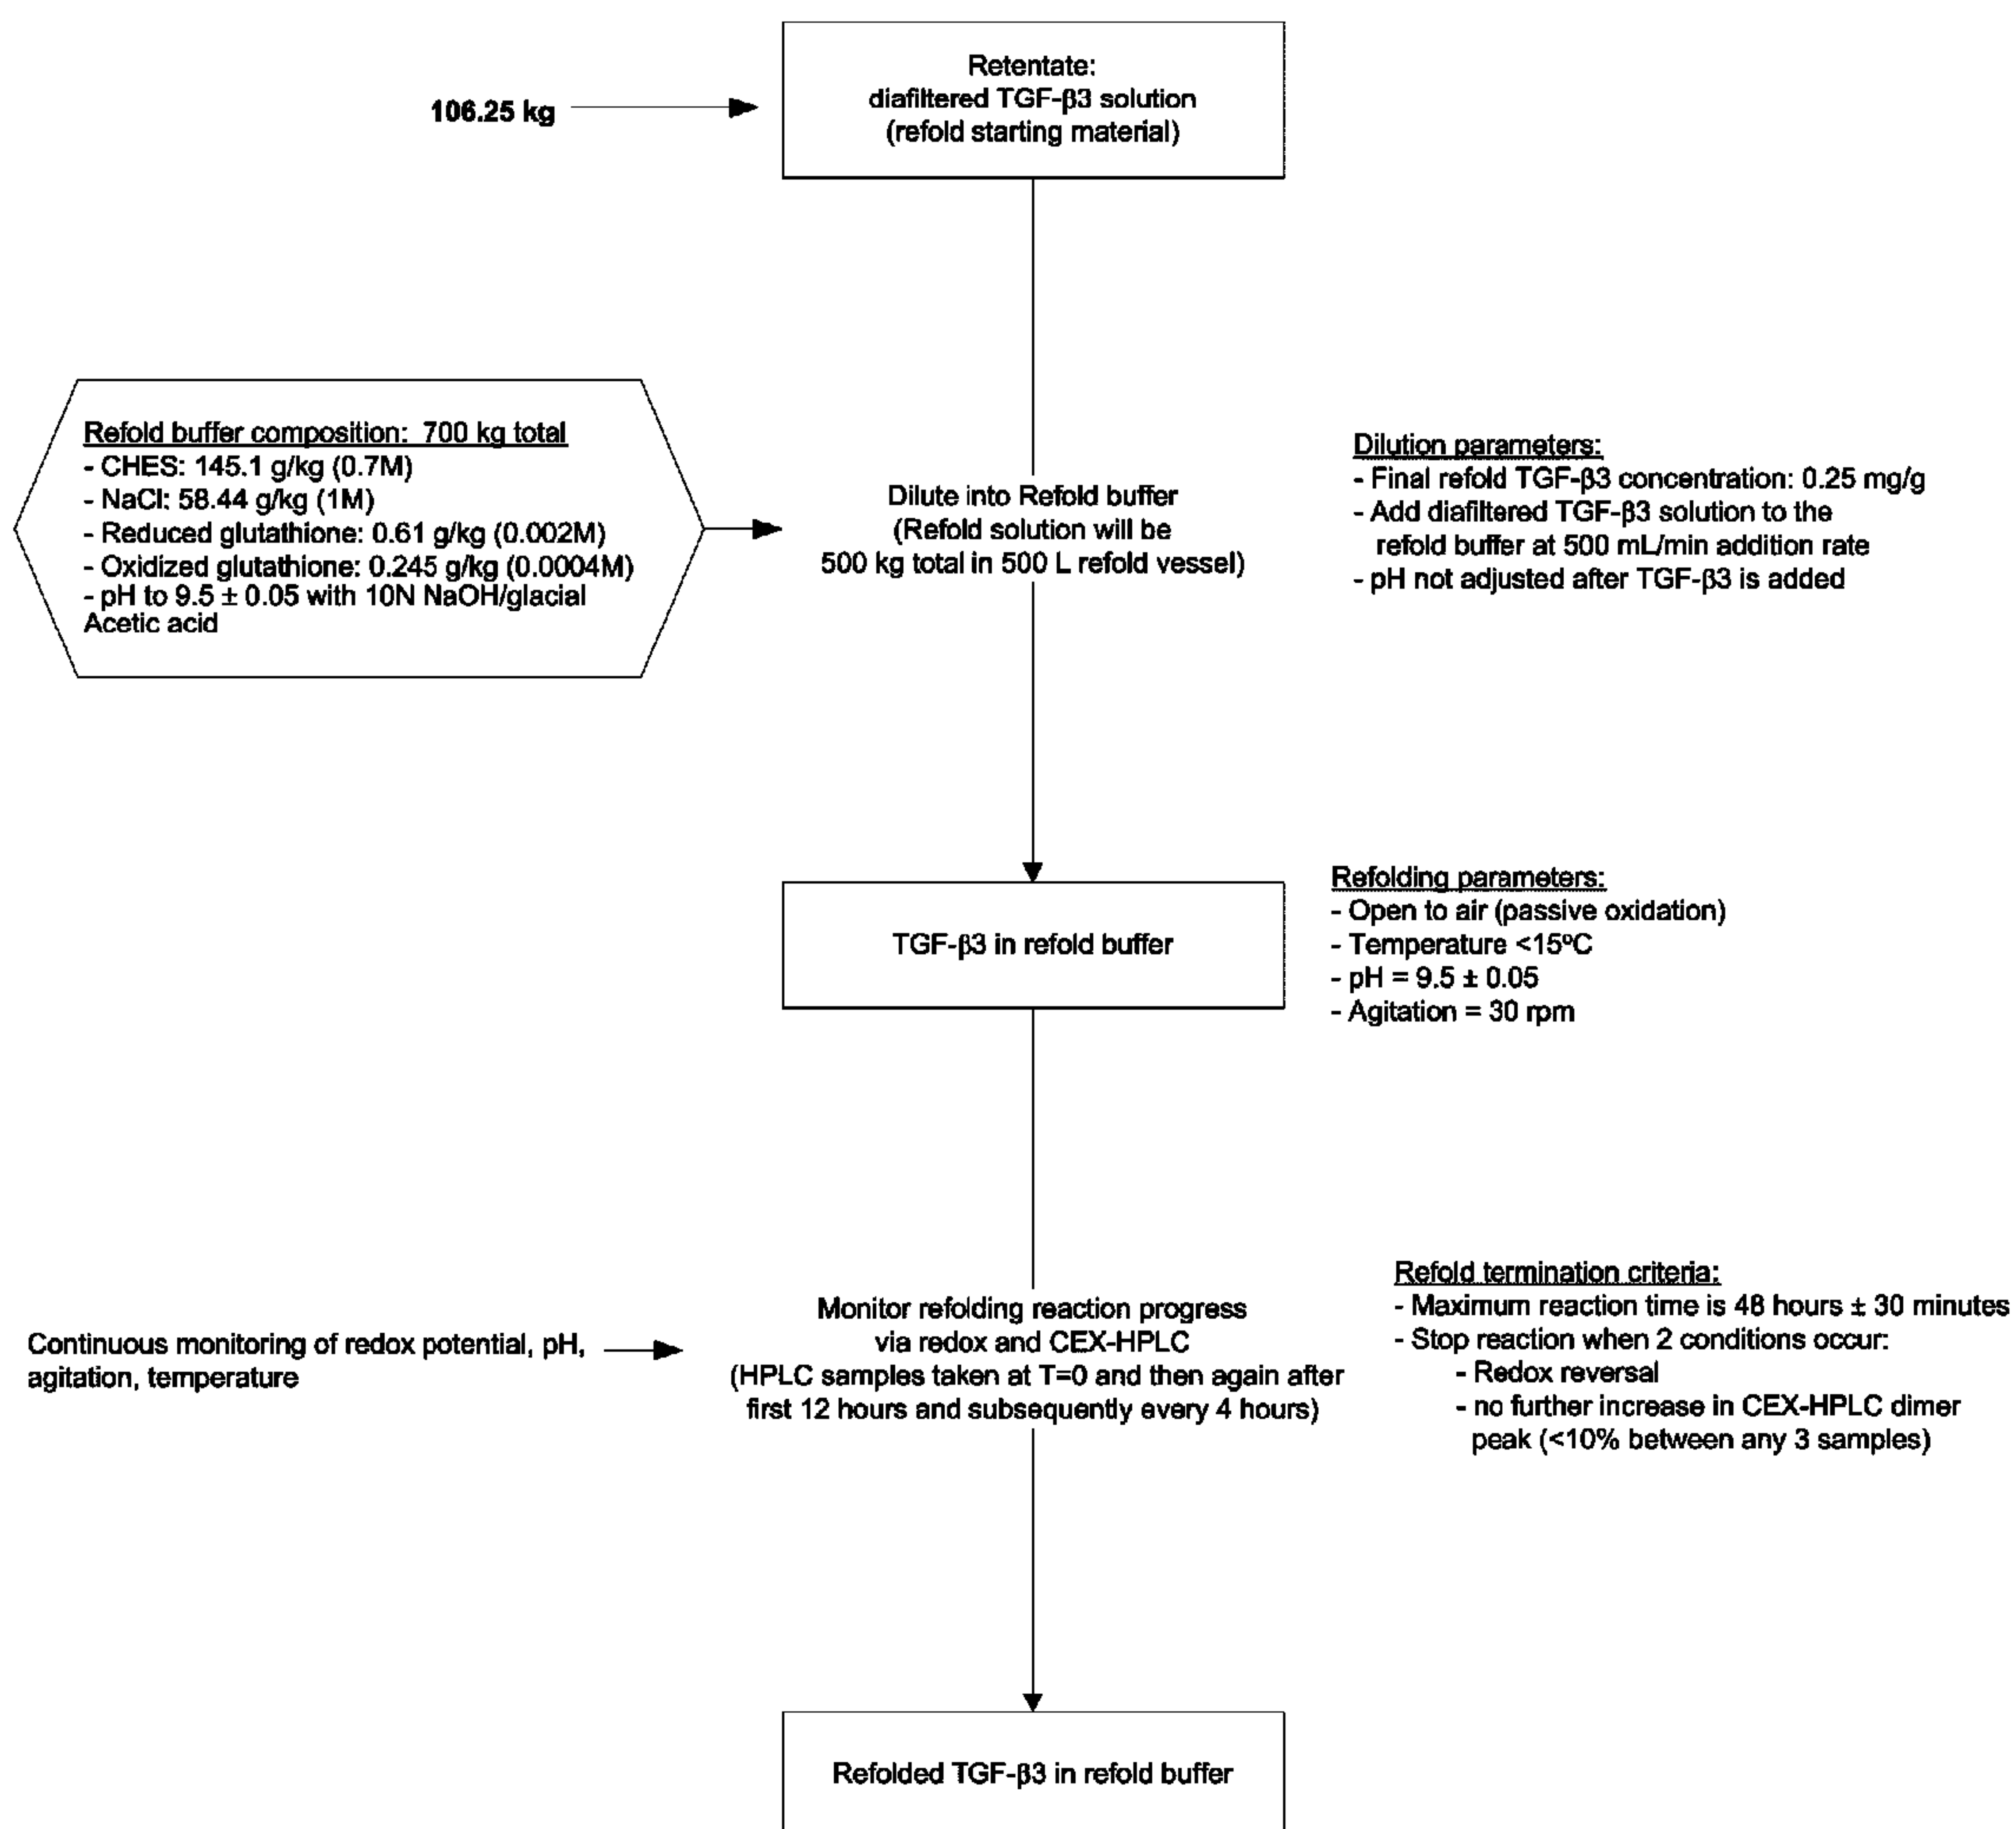 Retentate:
diafiltered TGF-β3 solution
(refold starting material)
106.25 kg
Refold buffer composition: 700 kg total
- CHES: 145.1 g/kg (0.7M)
- NaCl: 58.44 g/kg (1M)
- Reduced glutathione: 0.61 g/kg (0.002M)
- Oxidized glutathione: 0.245 g/kg (0.0004M)
- pH to 9.5 ± 0.05 with 10N NaOH/glacial
Acetic acid
Dilute into Refold buffer
(Refold solution will be
500 kg total in 500 L refold vessel)
Dilution parameters:
- Final refold TGF-β3 concentration: 0.25 mg/g
- Add diafiltered TGF-β3 solution to the
refold buffer at 500 mL/min addition rate
- pH not adjusted after TGF-β3 is added
TGF-β3 in refold buffer
Refolding parameters:
- Open to air (passive oxidation)
- Temperature <15ºC
- pH = 9.5 ± 0.05
- Agitation = 30 rpm
Continuous monitoring of redox potential, pH,
agitation, temperature
Monitor refolding reaction progress
via redox and CEX-HPLC
(HPLC samples taken at T=0 and then again after
first 12 hours and subsequently every 4 hours)
Refold termination criteria:
- Maximum reaction time is 48 hours ± 30 minutes
- Stop reaction when 2 conditions occur:
- Redox reversal
- no further increase in CEX-HPLC dimer
peak (<10% between any 3 samples)
Refolded TGF-β3 in refold buffer